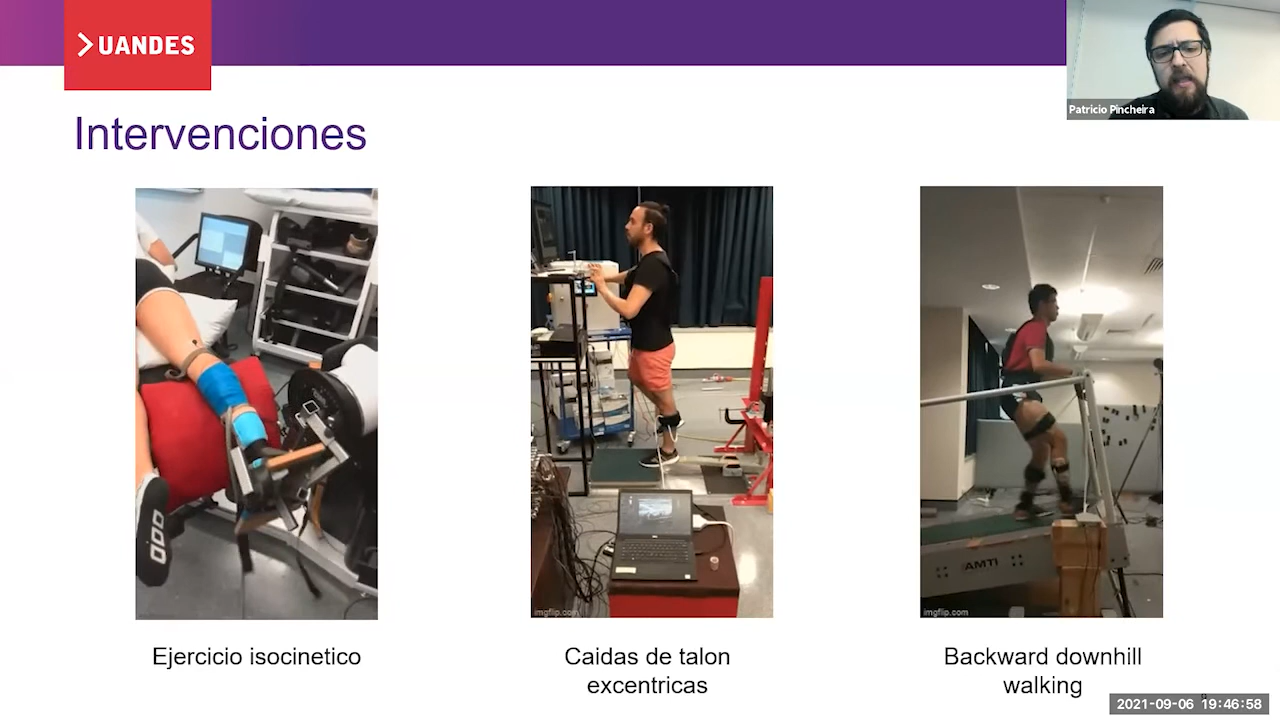 UANDES
Patricio Pincheira
Intervenciones
AMTI
imgflip.com
imgflip.com
Ejercicio isocinetico
Caidas de talon
excentricas
Backward downhill
walking
2021-09-06 19:46:58